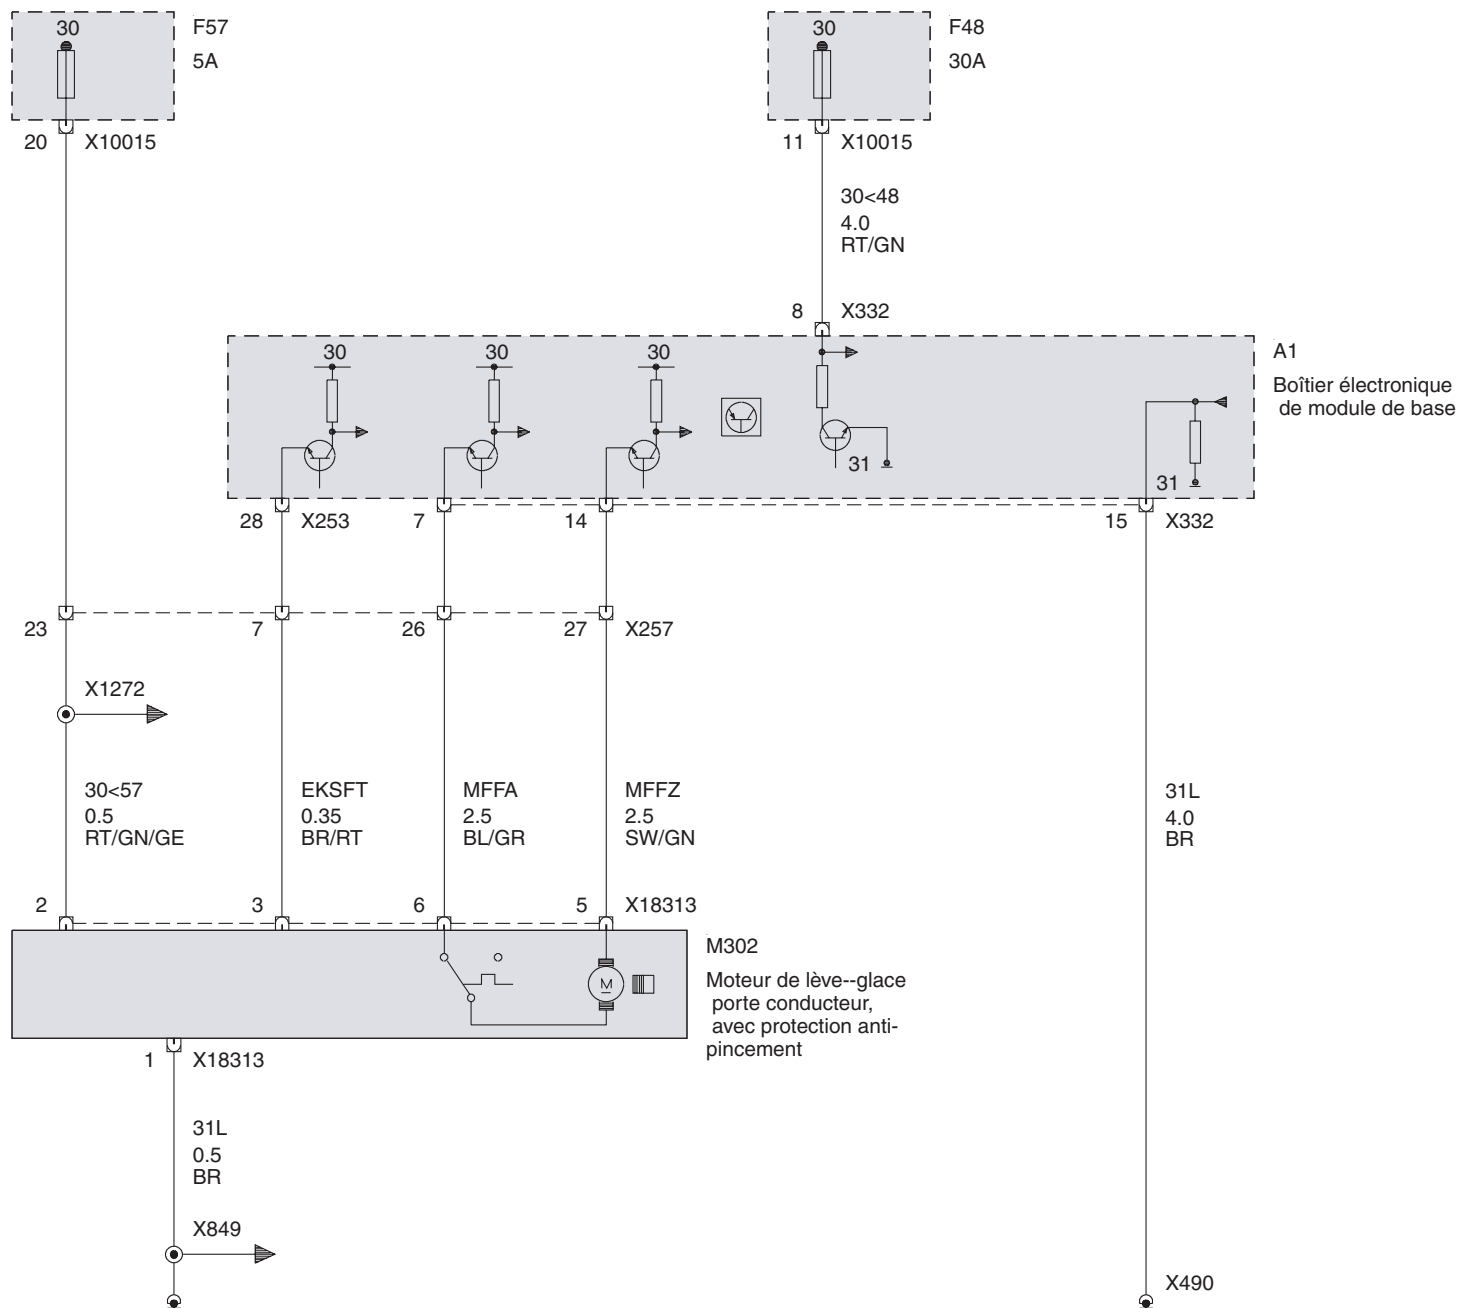 30
F57
5A
20
X10015
30
F48
30A
11
X10015
30<48
4.0
RT/GN
8
X332
30
30
30
31
31
A1
Boîtier électronique
de module de base
28
X253
7
14
15
X332
23
7
26
27
X257
X1272
30<57
0.5
RT/GN/GE
EKSFT
0.35
BR/RT
MFFA
2.5
BL/GR
MFFZ
2.5
SW/GN
31L
4.0
BR
2
3
6
5
X18313
M
M302
Moteur de lève--glace
porte conducteur,
avec protection anti-
pincement
1
X18313
31L
0.5
BR
X849
X490